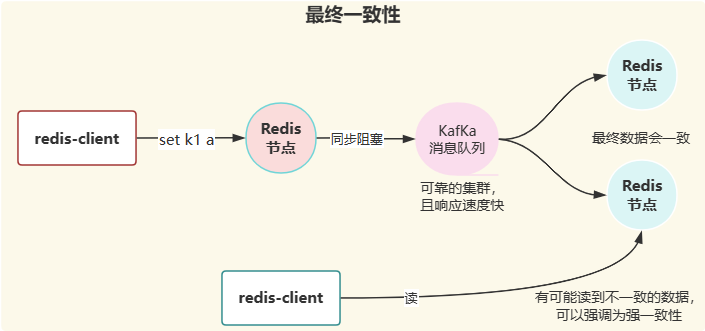 最终一致性
redis-client
set k1 a
Redis
节点
同步阻塞
KafKa
消息队列
可靠的集群，
且响应速度快
Redis
节点
最终数据会一致
Redis
节点
redis-client
读
有可能读到不一致的数据，
可以强调为强一致性